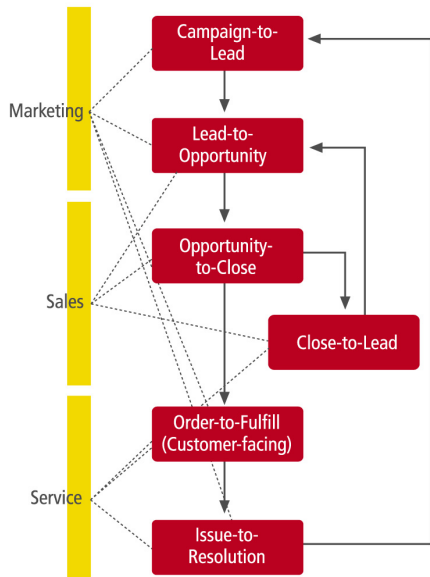 Campaign-to-
Lead
Marketing
Lead-to-
Opportunity
Opportunity-
to-Close
Sales
Close-to-Lead
Order-to-Fulfill
(Customer-facing)
Service
Issue-to-
Resolution